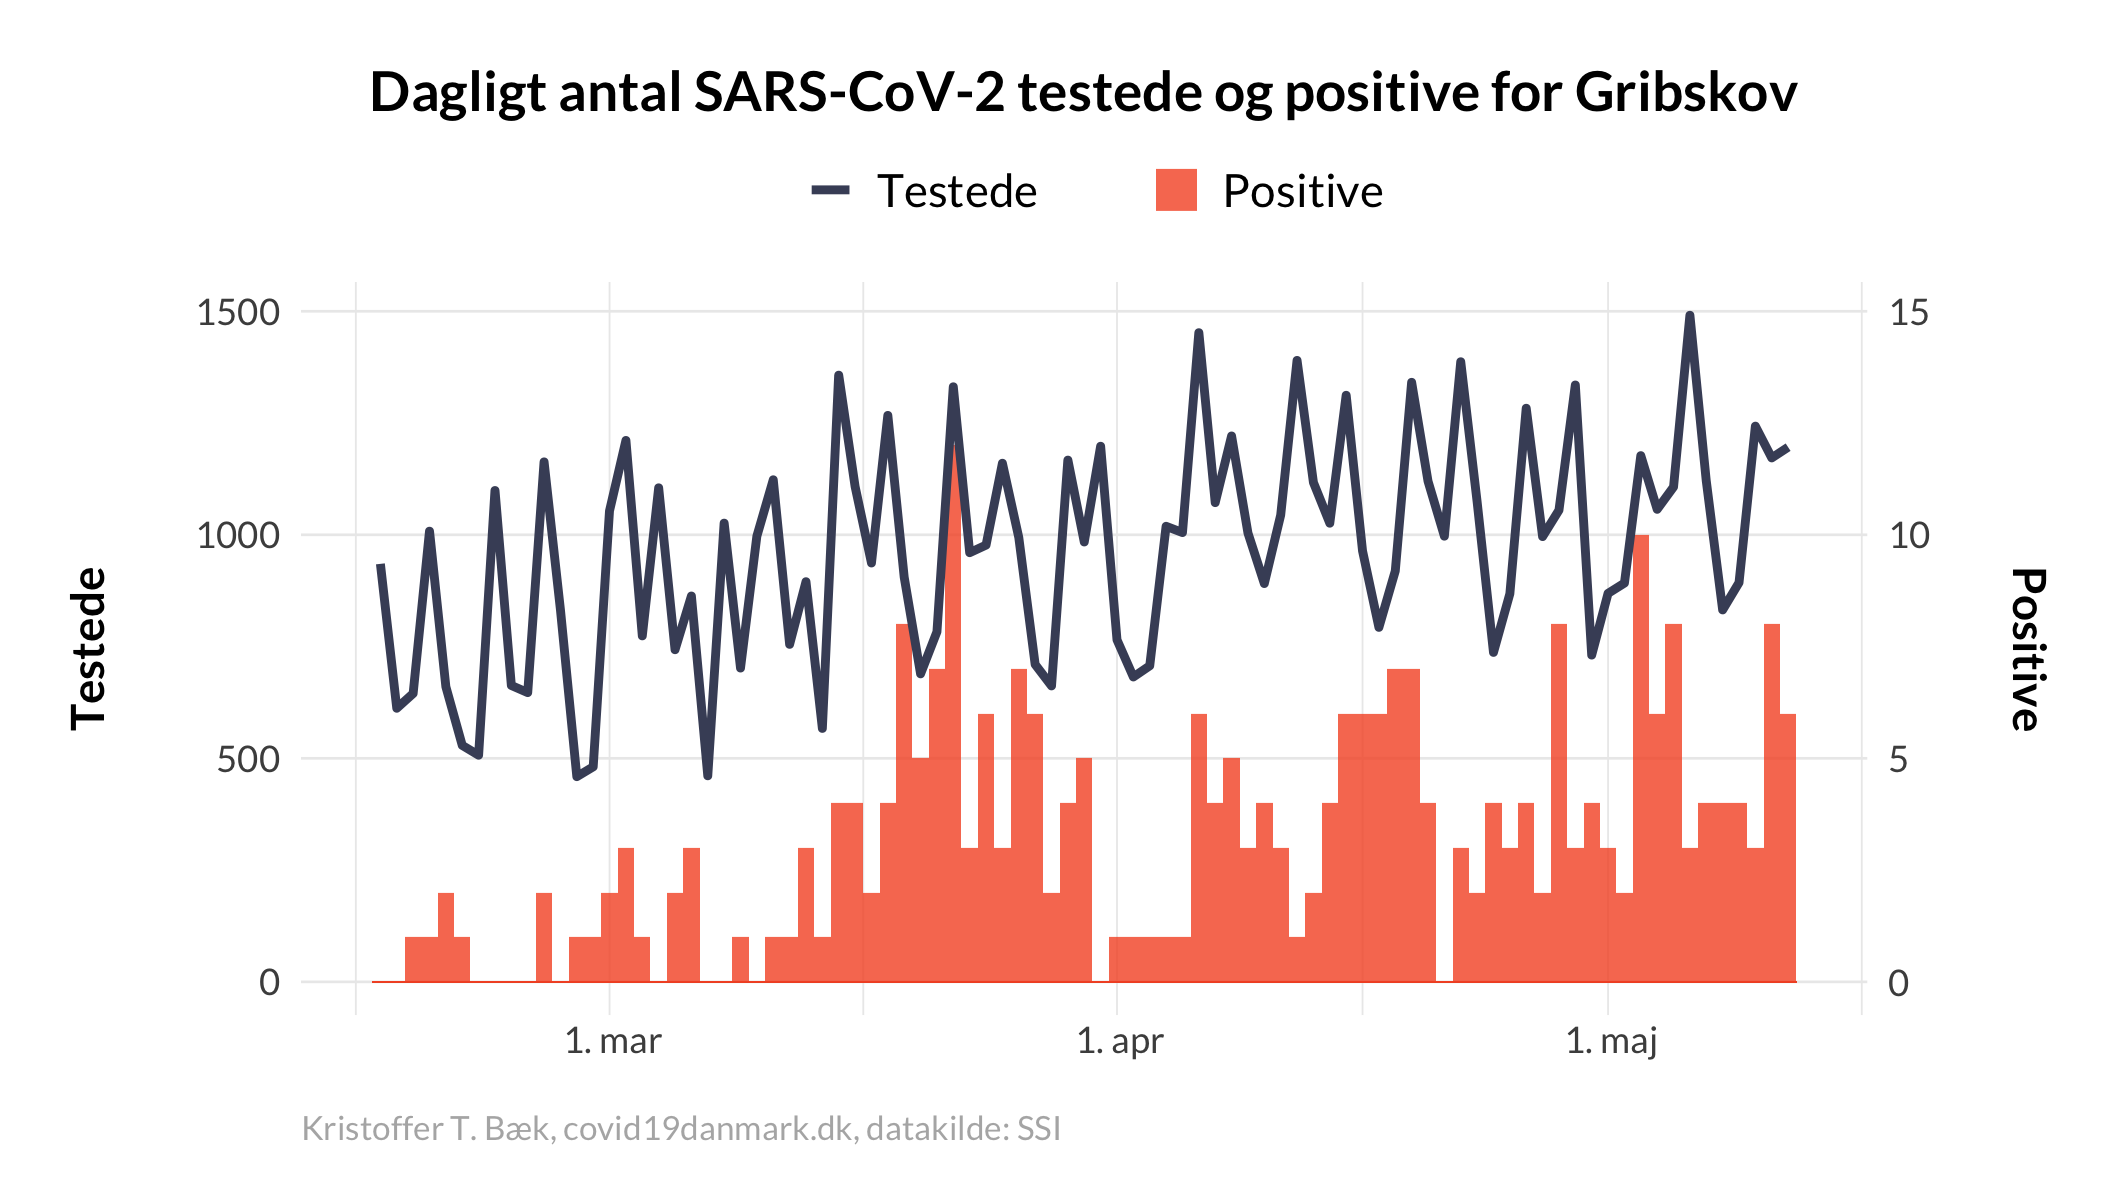 Dagligt antal SARS-CoV-2 testede og positive for Gribskov
Testede Positive
1500 15
1000 10
500 5
0 0
Testede
Positive
1. mar 1. apr 1. maj
Kristoffer T. Bæk, covid19danmark.dk, datakilde: SSI